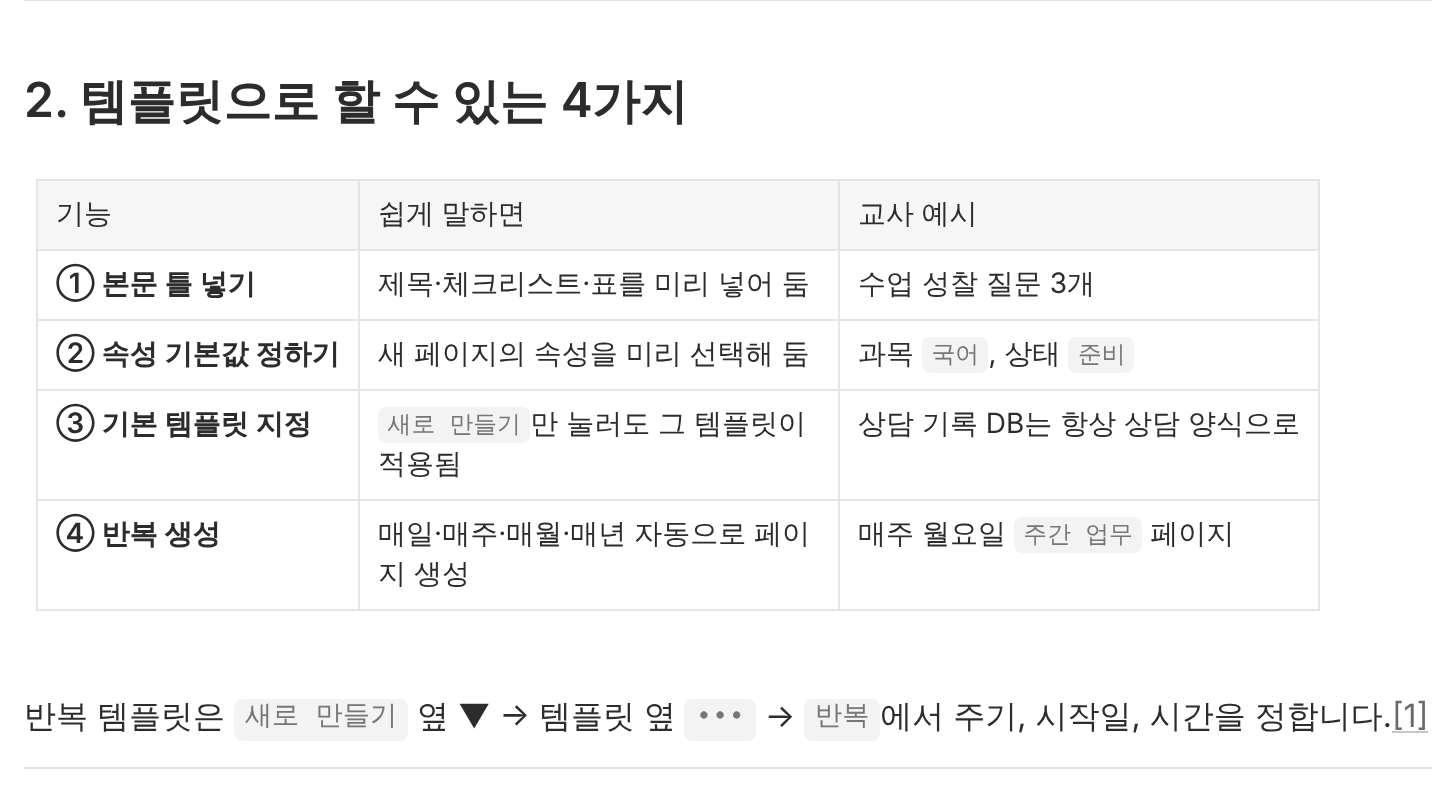 2. 템플릿으로 할 수 있는 4가지
기능 쉽게 말하면 교사 예시
① 본문 틀 넣기 제목·체크리스트·표를 미리 넣어 둠 수업 성찰 질문 3개
② 속성 기본값 정하기 새 페이지의 속성을 미리 선택해 둠 과목 국어, 상태 준비
③ 기본 템플릿 지정 새로 만들기만 눌러도 그 템플릿이 상담 기록 DB는 항상 상담 양식으로
적용됨
④ 반복 생성 매일·매주·매월·매년 자동으로 페이 매주 월요일 주간 업무 페이지
지 생성
반복 템플릿은 새로 만들기 옆 ▼ → 템플릿 옆 ••• → 반복에서 주기, 시작일, 시간을 정합니다.[1]